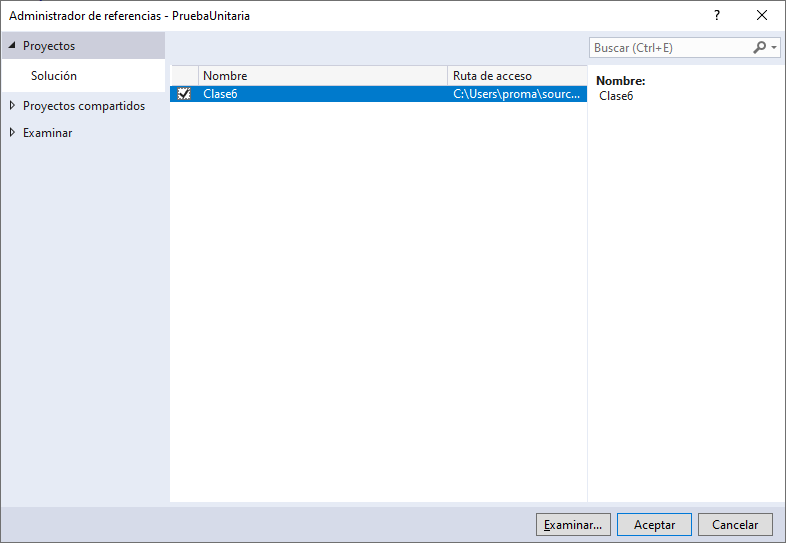 Administrador de referencias - PruebaUnitaria
?
Proyectos
Solución
Proyectos compartidos
Examinar
Buscar (Ctrl+E)
Nombre
Ruta de acceso
Clase6
C:\Users\proma\sourc...
Nombre:
Clase6
Examinar...
Aceptar
Cancelar